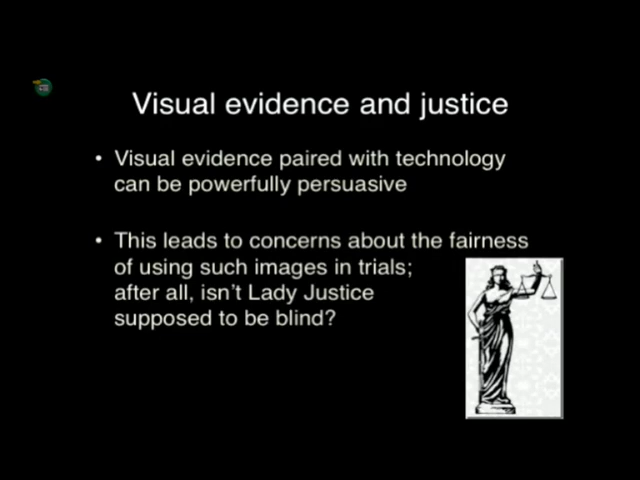 Visual evidence and justice
• Visual evidence paired with technology
can be powerfully persuasive
• This leads to concerns about the fairness
of using such images in trials;
after all, isn't Lady Justice
supposed to be blind?